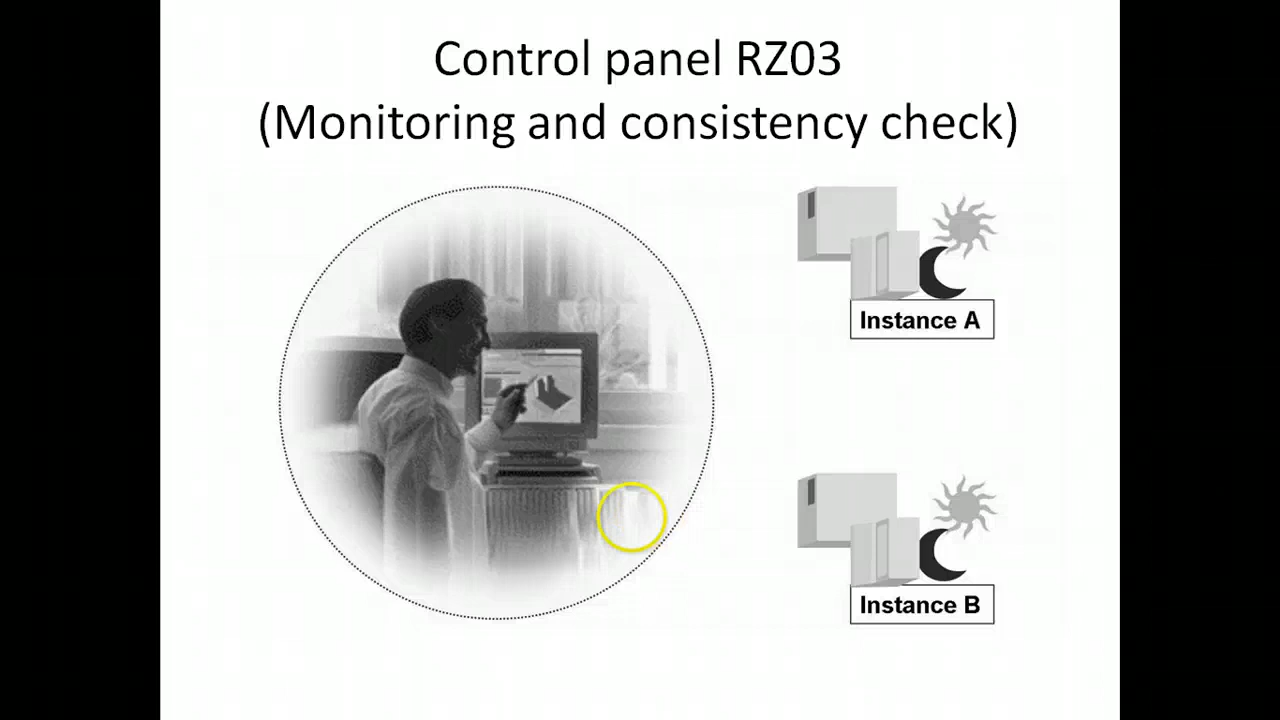 Control panel RZ03
(Monitoring and consistency check)
Instance A
Instance B